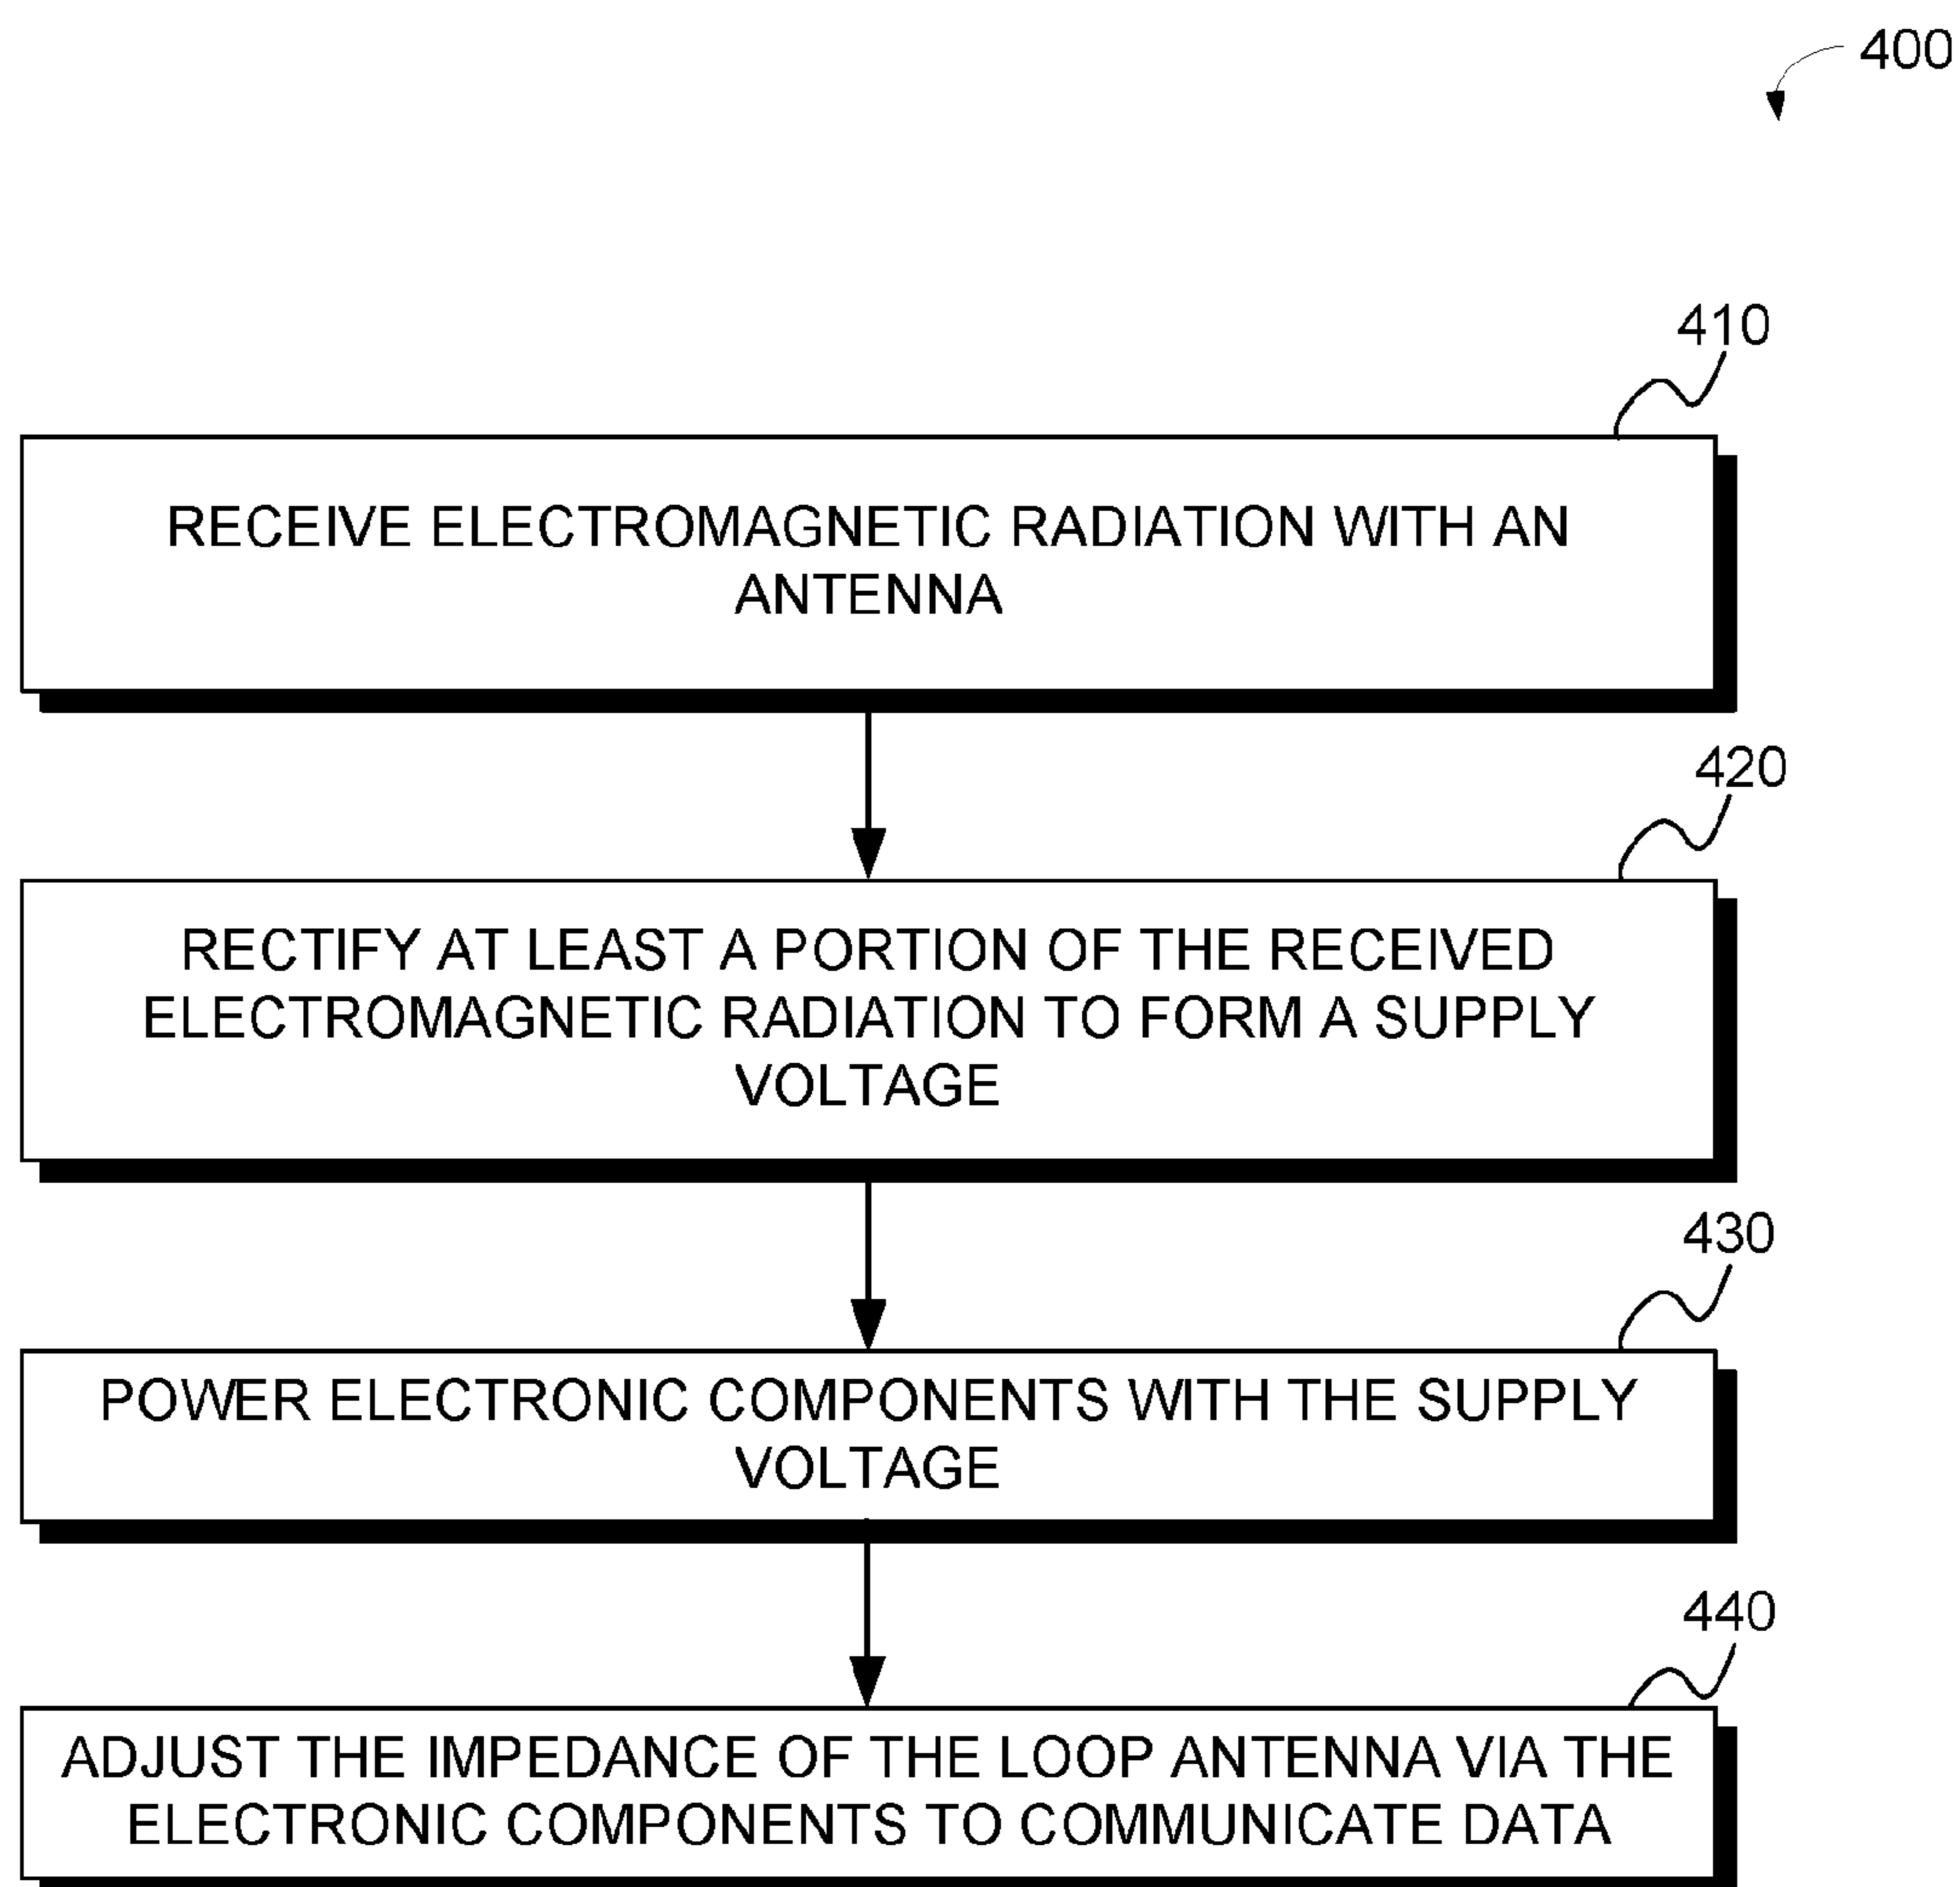 400
410
RECEIVE ELECTROMAGNETIC RADIATION WITH AN
ANTENNA
420
RECTIFY AT LEAST A PORTION OF THE RECEIVED
ELECTROMAGNETIC RADIATION TO FORM A SUPPLY
VOLTAGE
430
POWER ELECTRONIC COMPONENTS WITH THE SUPPLY
VOLTAGE
440
ADJUST THE IMPEDANCE OF THE LOOP ANTENNA VIA THE
ELECTRONIC COMPONENTS TO COMMUNICATE DATA